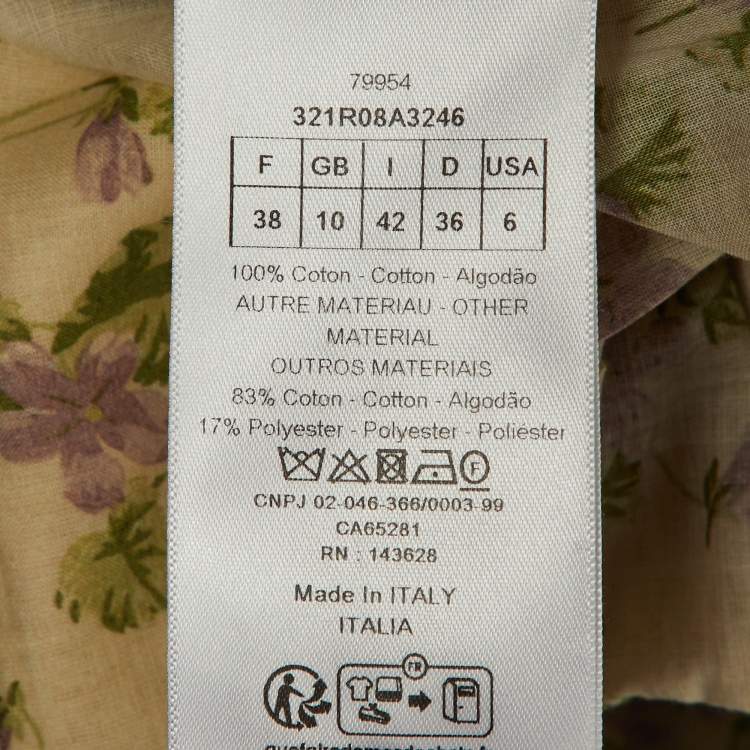 79954
321R08A3246
F GB I D USA
38 10 42 36 6
100% Coton - Cotton - Algodão
AUTRE MATERIAU - OTHER
MATERIAL
OUTROS MATERIAIS
83% Coton - Cotton - Algodão
17% Polyester - Polyester - Poliéster
F
CNPJ 02-046-366/0003-99
CA65281
RN : 143628
Made In ITALY
ITALIA
FR